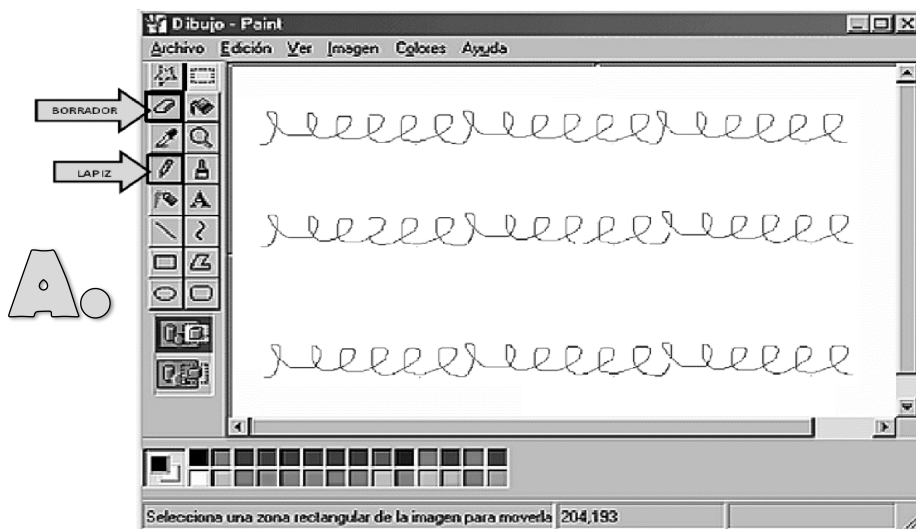 Dibujo - Paint
Archivo Edición Ver Imagen Colores Ayuda
BORRADOR
LAPIZ
A
A.
Selecciona una zona rectangular de la imagen para moverla 204,193